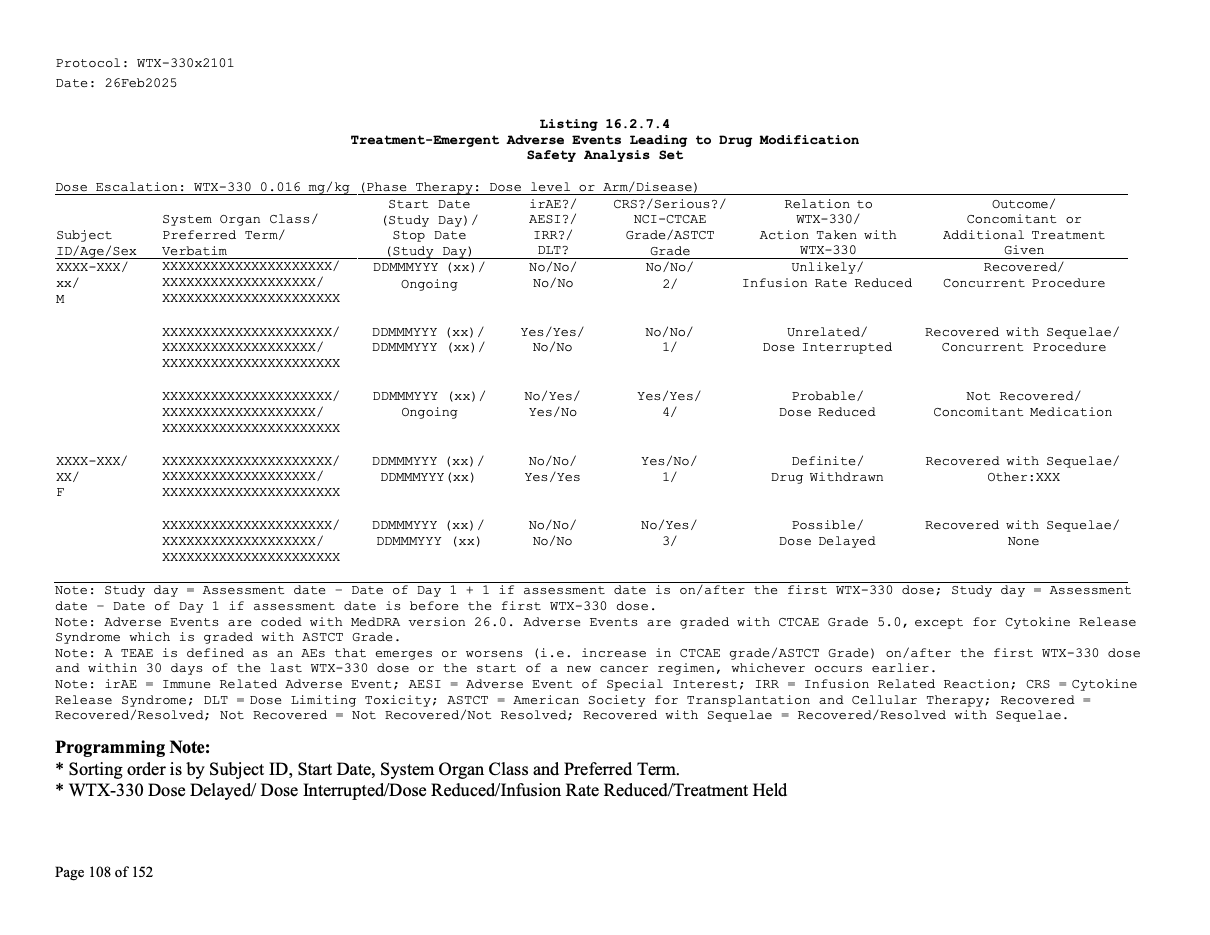 Protocol: WTX-330x2101
Date: 26Feb2025
Listing 16.2.7.4
Treatment-Emergent Adverse Events Leading to Drug Modification
Safety Analysis Set
Dose Escalation: WTX-330 0.016 mg/kg (Phase Therapy: Dose level or Arm/Disease)
Start Date irAE?/ CRS?/Serious?/ Relation to Outcome/
System Organ Class/ (Study Day)/ AESI?/ NCI-CTCAE WTX-330/ Concomitant or
Subject Preferred Term/ Stop Date IRR?/ Grade/ASTCT Action Taken with Additional Treatment
ID/Age/Sex Verbatim (Study Day) DLT? Grade WTX-330 Given
XXXX-XXX/ XXXXXXXXXXXXXXXXXXXXX/ DDMMMYYY (xx)/ No/No/ No/No/ Unlikely/ Recovered/
xx/ XXXXXXXXXXXXXXXXXXX/ Ongoing No/No 2/ Infusion Rate Reduced Concurrent Procedure
M XXXXXXXXXXXXXXXXXXXXXX
XXXXXXXXXXXXXXXXXXXXX/ DDMMMYYY (xx)/ Yes/Yes/ No/No/ Unrelated/ Recovered with Sequelae/
XXXXXXXXXXXXXXXXXXX/ DDMMMYYY (xx)/ No/No 1/ Dose Interrupted Concurrent Procedure
XXXXXXXXXXXXXXXXXXXXXX
XXXXXXXXXXXXXXXXXXXXX/ DDMMMYYY (xx)/ No/Yes/ Yes/Yes/ Probable/ Not Recovered/
XXXXXXXXXXXXXXXXXXX/ Ongoing Yes/No 4/ Dose Reduced Concomitant Medication
XXXXXXXXXXXXXXXXXXXXXX
XXXX-XXX/ XXXXXXXXXXXXXXXXXXXXX/ DDMMMYYY (xx)/ No/No/ Yes/No/ Definite/ Recovered with Sequelae/
XX/ XXXXXXXXXXXXXXXXXXX/ DDMMMYYY(xx) Yes/Yes 1/ Drug Withdrawn Other:XXX
F XXXXXXXXXXXXXXXXXXXXXX
XXXXXXXXXXXXXXXXXXXXX/ DDMMMYYY (xx)/ No/No/ No/Yes/ Possible/ Recovered with Sequelae/
XXXXXXXXXXXXXXXXXXX/ DDMMMYYY (xx) No/No 3/ Dose Delayed None
XXXXXXXXXXXXXXXXXXXXXX
Note: Study day = Assessment date – Date of Day 1 + 1 if assessment date is on/after the first WTX-330 dose; Study day = Assessment
date – Date of Day 1 if assessment date is before the first WTX-330 dose.
Note: Adverse Events are coded with MedDRA version 26.0. Adverse Events are graded with CTCAE Grade 5.0, except for Cytokine Release
Syndrome which is graded with ASTCT Grade.
Note: A TEAE is defined as an AEs that emerges or worsens (i.e. increase in CTCAE grade/ASTCT Grade) on/after the first WTX-330 dose
and within 30 days of the last WTX-330 dose or the start of a new cancer regimen, whichever occurs earlier.
Note: irAE = Immune Related Adverse Event; AESI = Adverse Event of Special Interest; IRR = Infusion Related Reaction; CRS = Cytokine
Release Syndrome; DLT = Dose Limiting Toxicity; ASTCT = American Society for Transplantation and Cellular Therapy; Recovered =
Recovered/Resolved; Not Recovered = Not Recovered/Not Resolved; Recovered with Sequelae = Recovered/Resolved with Sequelae.
Programming Note:
* Sorting order is by Subject ID, Start Date, System Organ Class and Preferred Term.
* WTX-330 Dose Delayed/ Dose Interrupted/Dose Reduced/Infusion Rate Reduced/Treatment Held
Page 108 of 152